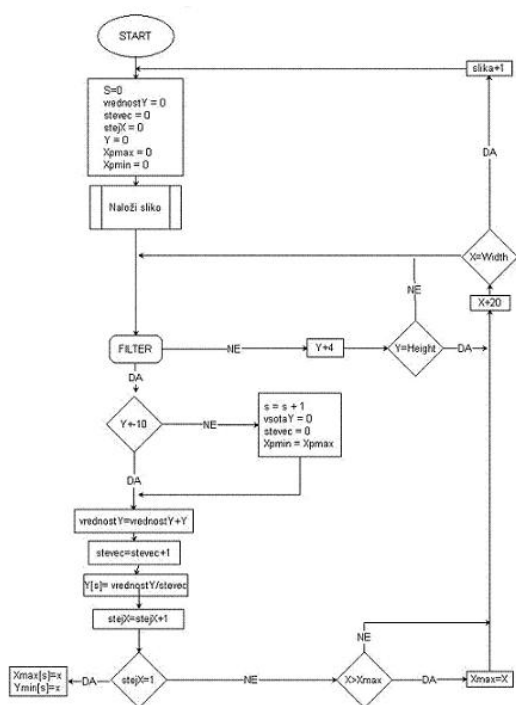 START
slika+1
S=0
vrednostY = 0
stevec = 0
stejX = 0
Y = 0
Xpmax = 0
Xpmin = 0
DA
Naloži sliko
X=Width
NE
X+20
FILTER
NE
Y+4
Y=Height
DA
DA
Y+-10
NE
s = s + 1
vsotaY = 0
stevec = 0
Xpmin = Xpmax
DA
vrednostY=vrednostY+Y
stevec=stevec+1
Y[s]= vrednostY/stevec
stejX=stejX+1
NE
Xmax[s]=x
Ymin[s]=x
DA
stejX=1
NE
X>Xmax
DA
Xmax=X